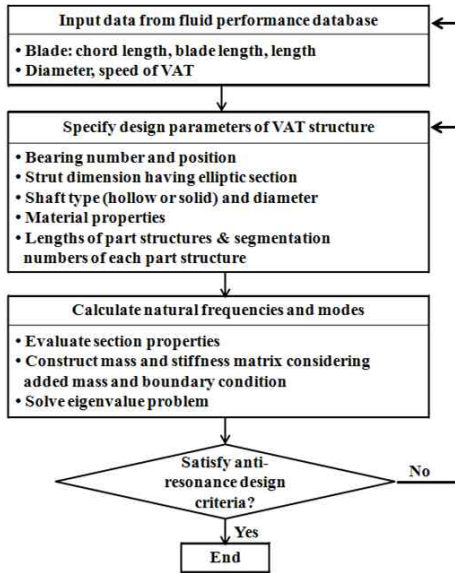 Input data from fluid performance database
• Blade: chord length, blade length, length
• Diameter, speed of VAT
Specify design parameters of VAT structure
• Bearing number and position
• Strut dimension having elliptic section
• Shaft type (hollow or solid) and diameter
• Material properties
• Lengths of part structures & segmentation
numbers of each part structure
Calculate natural frequencies and modes
• Evaluate section properties
• Construct mass and stiffness matrix considering
added mass and boundary condition
• Solve eigenvalue problem
Satisfy anti-
resonance design
criteria?
No
Yes
End